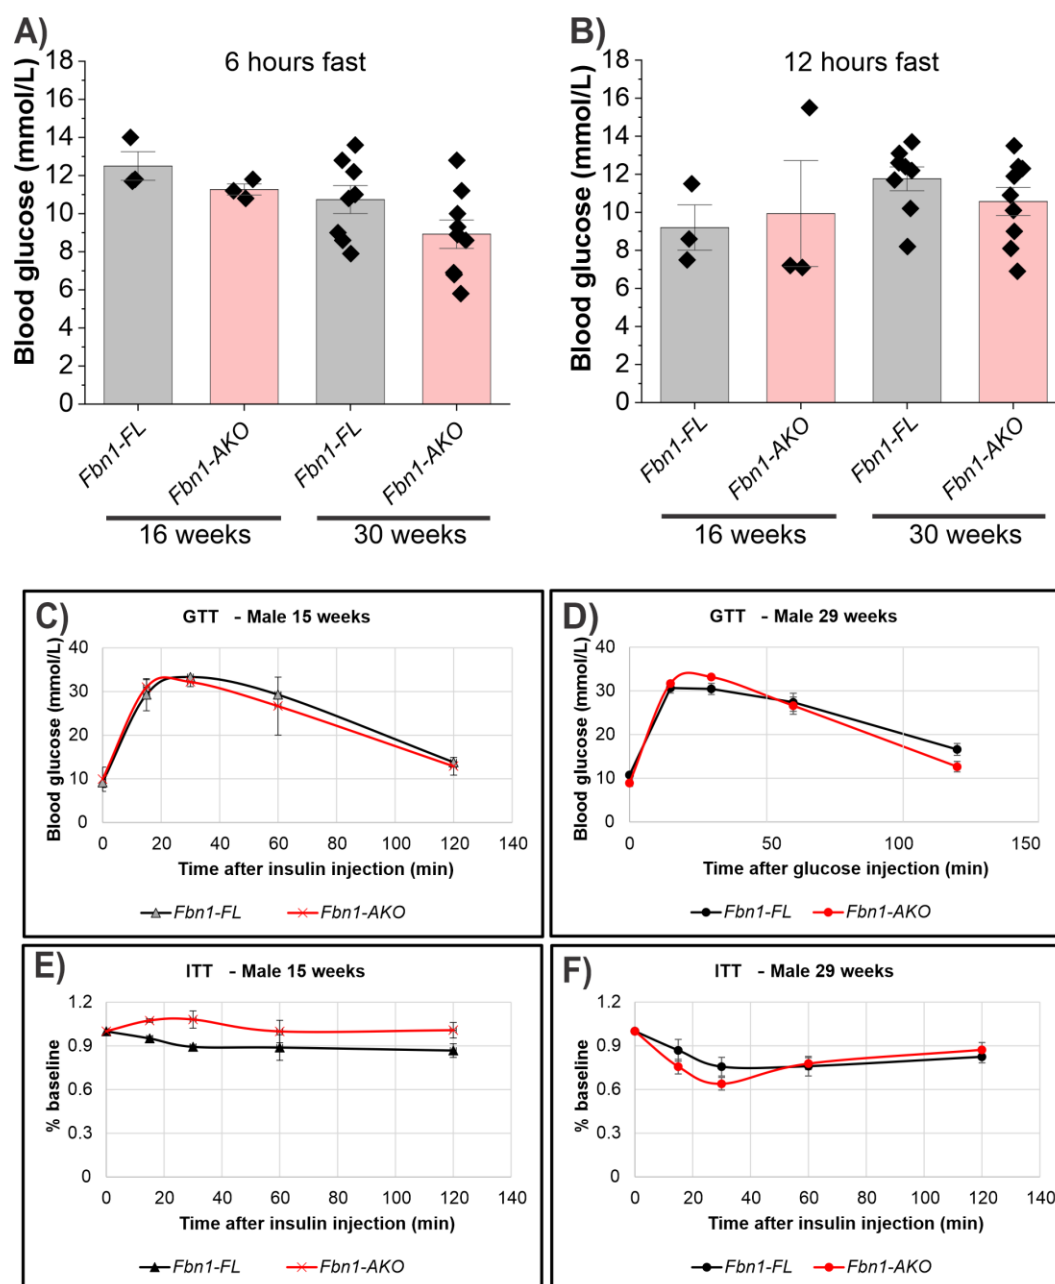 A)
6 hours fast
Blood glucose (mmol/L)
18
16
14
12
10
8
6
4
2
0
Fbn1-FL
Fbn1-AKO
Fbn1-FL
Fbn1-AKO
16 weeks
30 weeks
B)
12 hours fast
Blood glucose (mmol/L)
18
16
14
12
10
8
6
4
2
0
Fbn1-FL
Fbn1-AKO
Fbn1-FL
Fbn1-AKO
16 weeks
30 weeks
C)
GTT - Male 15 weeks
Blood glucose (mmol/L)
40
30
20
10
0
0 20 40 60 80 100 120 140
Time after insulin injection (min)
Fbn1-FL Fbn1-AKO
D)
GTT - Male 29 weeks
Blood glucose (mmol/L)
40
30
20
10
0
0 50 100 150
Time after glucose injection (min)
Fbn1-FL Fbn1-AKO
E)
ITT - Male 15 weeks
% baseline
1.2
0.9
0.6
0.3
0
0 20 40 60 80 100 120 140
Time after insulin injection (min)
Fbn1-FL Fbn1-AKO
F)
ITT - Male 29 weeks
% baseline
1.2
0.9
0.6
0.3
0
0 20 40 60 80 100 120 140
Time after insulin injection (min)
Fbn1-FL Fbn1-AKO